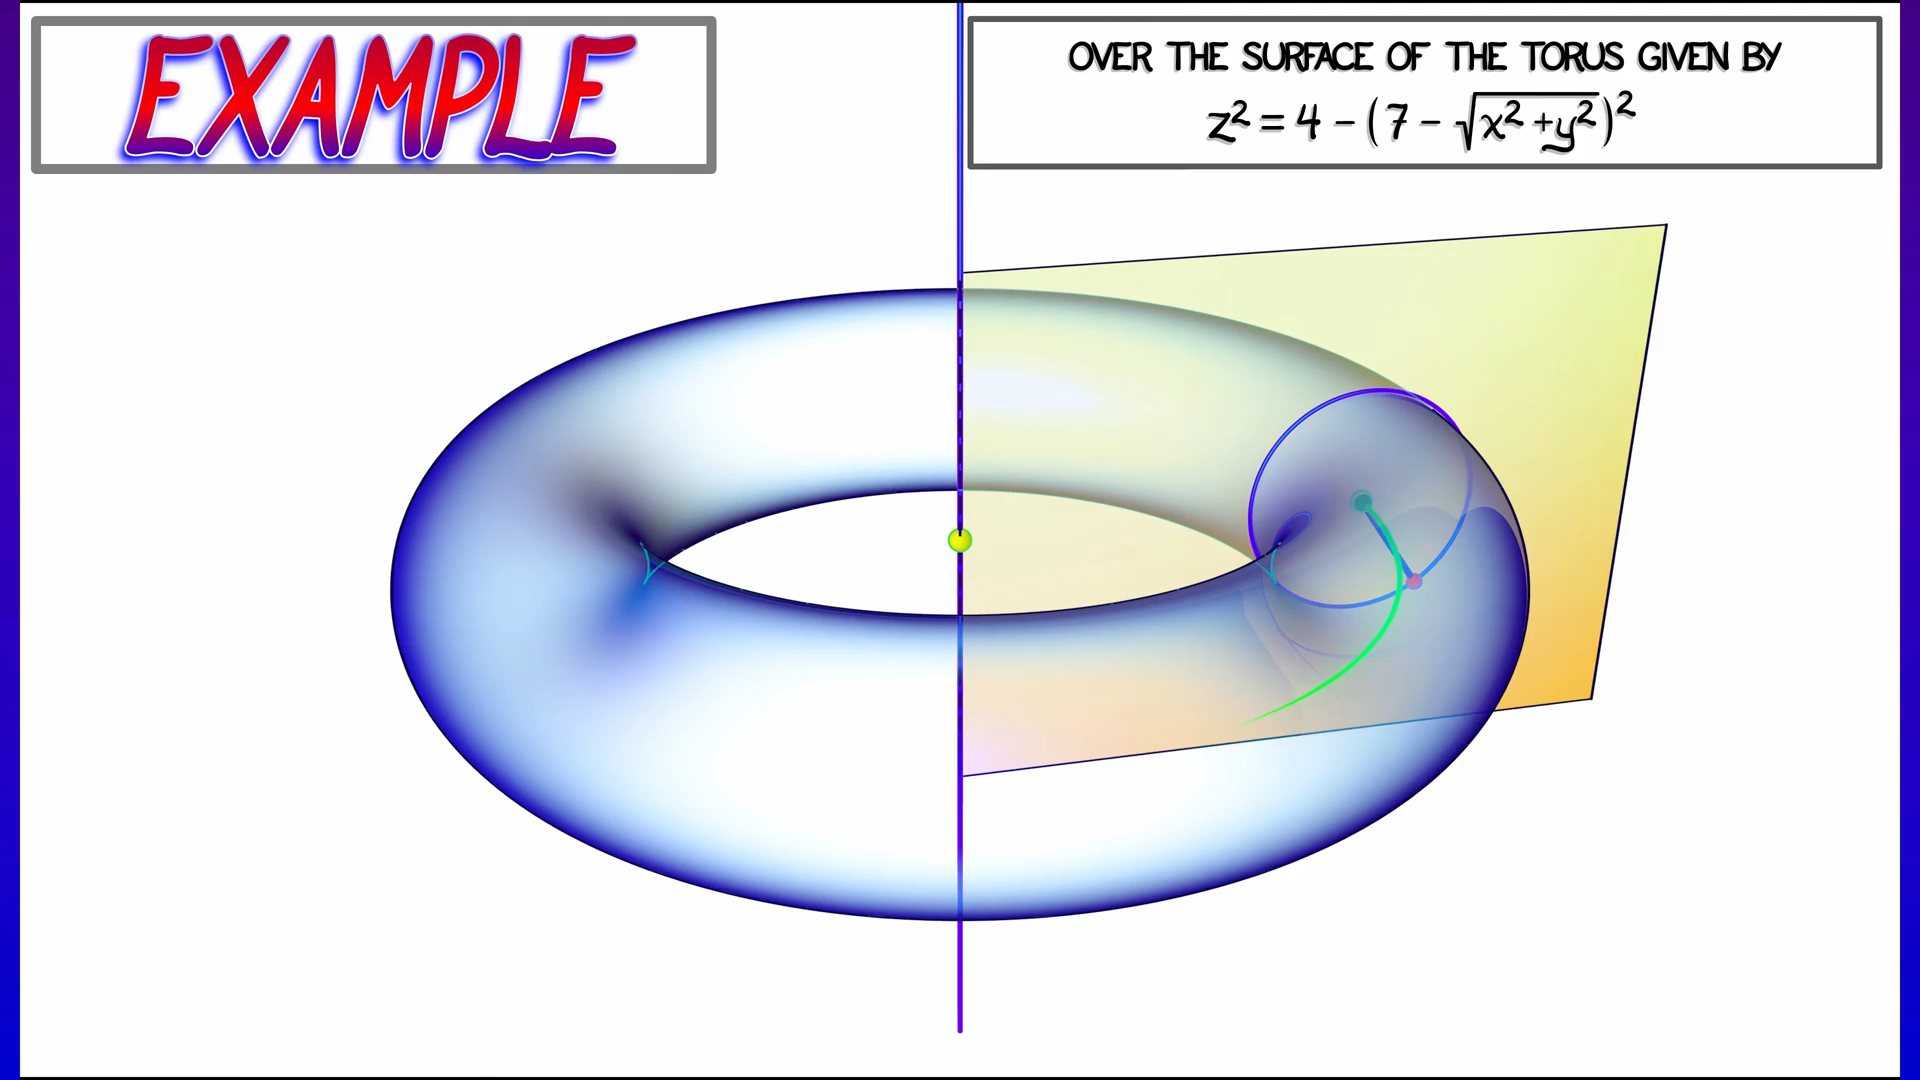 EXAMPLE
OVER THE SURFACE OF THE TORUS GIVEN BY
z² = 4 − (7 − √x² + y²)²